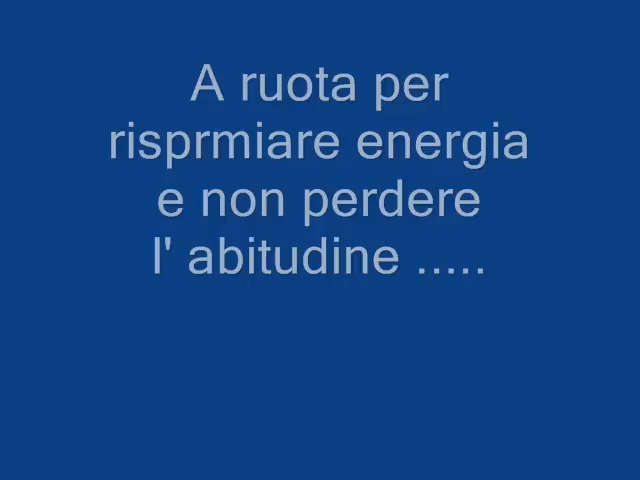 A ruota per
risprmiare energia
e non perdere
l' abitudine .....